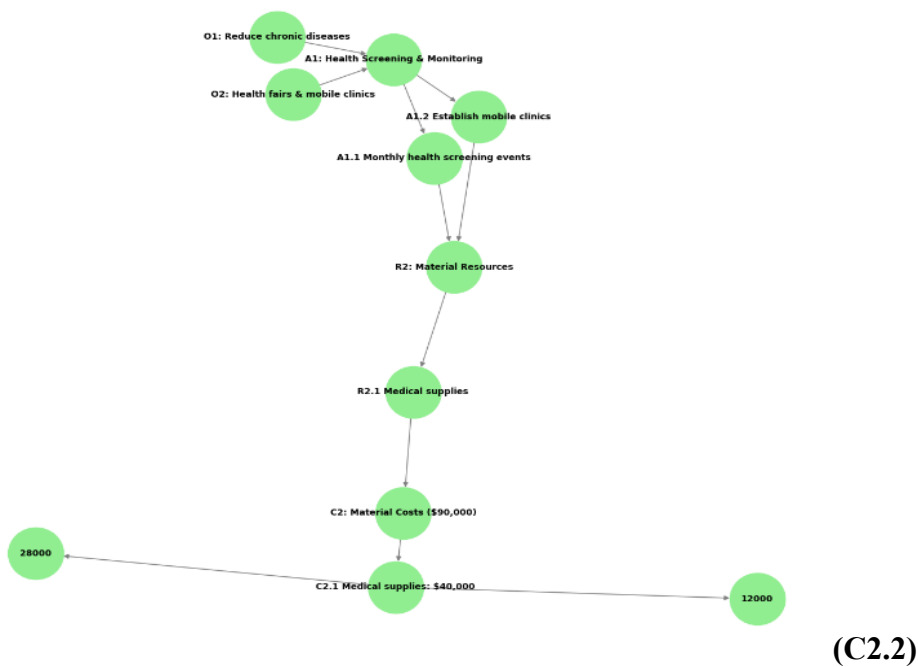 O1: Reduce chronic diseases
A1: Health Screening & Monitoring
O2: Health fairs & mobile clinics
A1.2 Establish mobile clinics
A1.1 Monthly health screening events
R2: Material Resources
R2.1 Medical supplies
C2: Material Costs ($90,000)
28000
C2.1 Medical supplies: $40,000
12000
(C2.2)